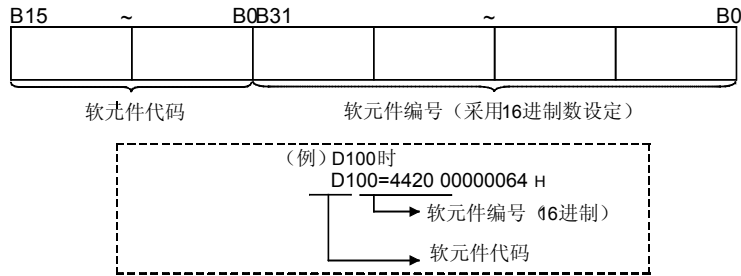 B15 ~ B0B31 ~ B0
软元件代码 软元件编号（采用16进制数设定）
（例）D100时
D100=4420 00000064 H
软元件编号（16进制）
软元件代码